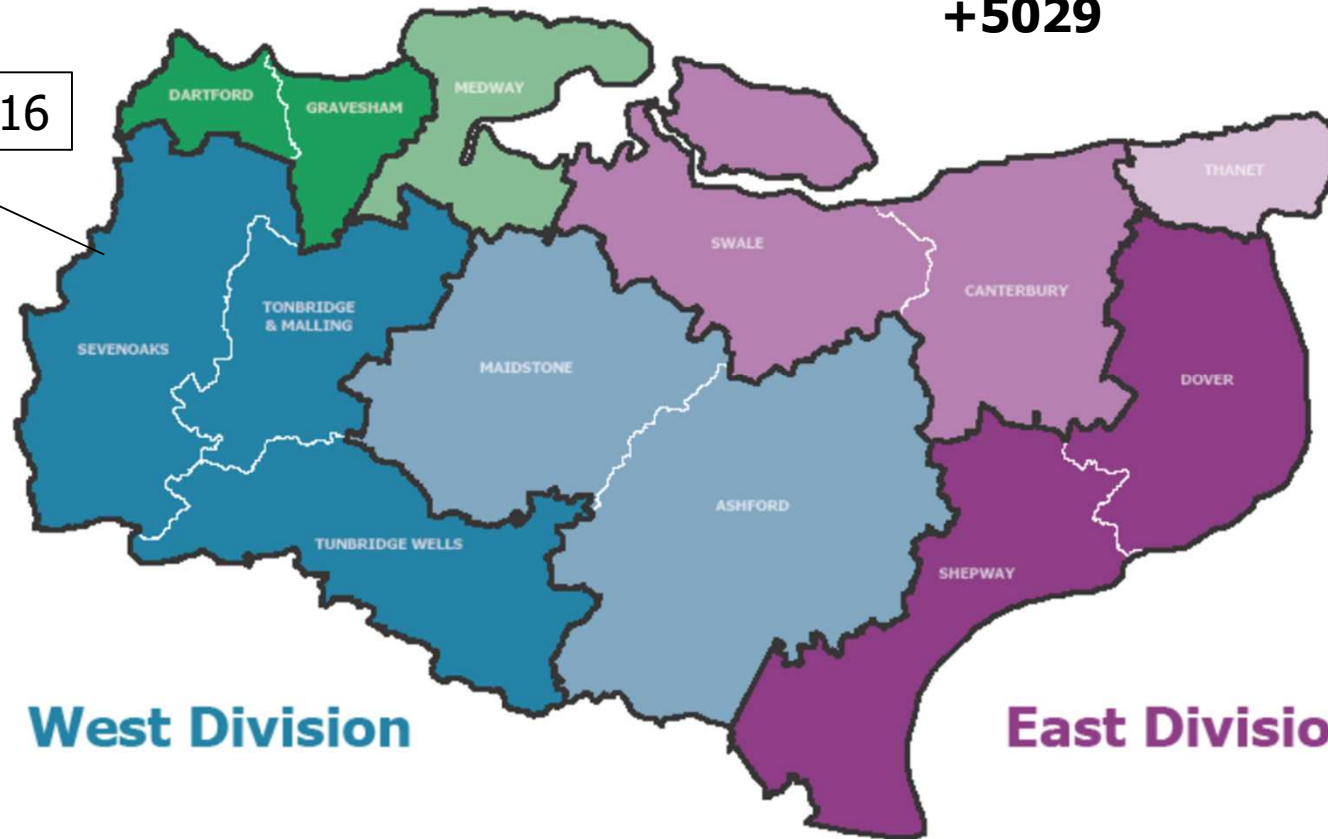 +5029
16
DARTFORD
GRAVESHAM
MEDWAY
THANET
SWALE
CANTERBURY
TONBRIDGE
& MALLING
SEVENOAKS
MAIDSTONE
DOVER
ASHFORD
TUNBRIDGE WELLS
SHEPWAY
West Division
East Divisio